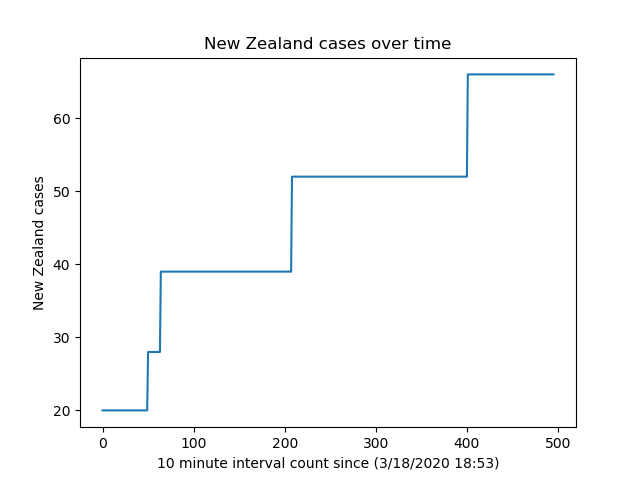 New Zealand cases over time
New Zealand cases
60
50
40
30
20
0 100 200 300 400 500
10 minute interval count since (3/18/2020 18:53)